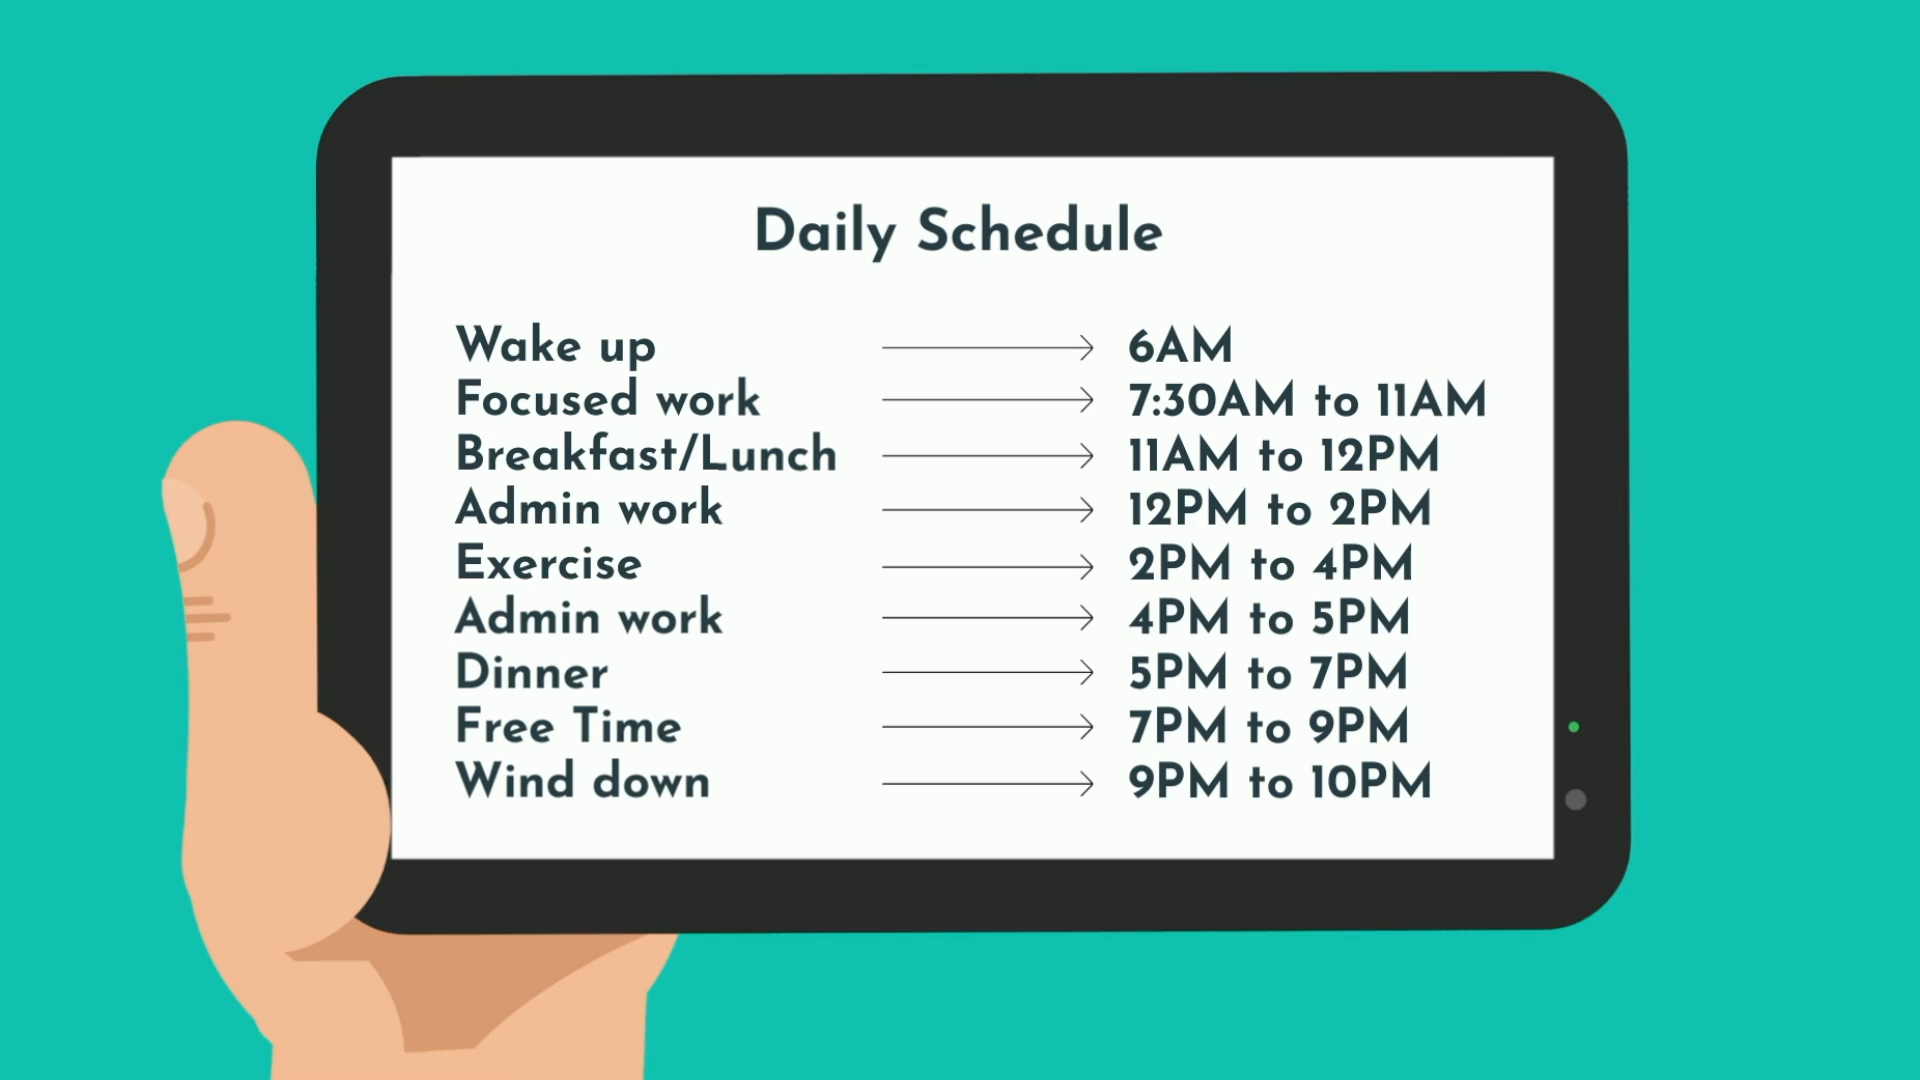 Daily Schedule
Wake up → 6AM
Focused work → 7:30AM to 11AM
Breakfast/Lunch → 11AM to 12PM
Admin work → 12PM to 2PM
Exercise → 2PM to 4PM
Admin work → 4PM to 5PM
Dinner → 5PM to 7PM
Free Time → 7PM to 9PM
Wind down → 9PM to 10PM